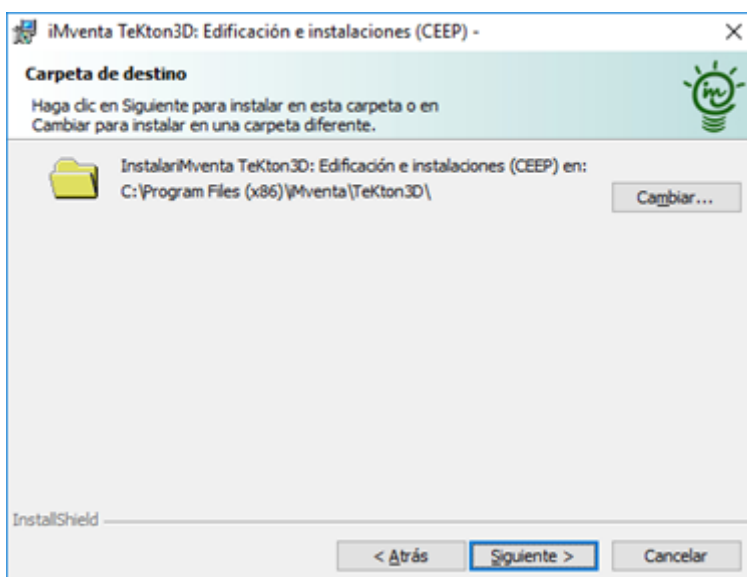 iMventa TeKton3D: Edificación e instalaciones (CEEP) -
Carpeta de destino
Haga clic en Siguiente para instalar en esta carpeta o en
Cambiar para instalar en una carpeta diferente.
im
InstalariMventa TeKton3D: Edificación e instalaciones (CEEP) en:
C:\Program Files (x86)\iMventa\TeKton3D\
Cambiar...
InstallShield
< Atrás
Siguiente >
Cancelar